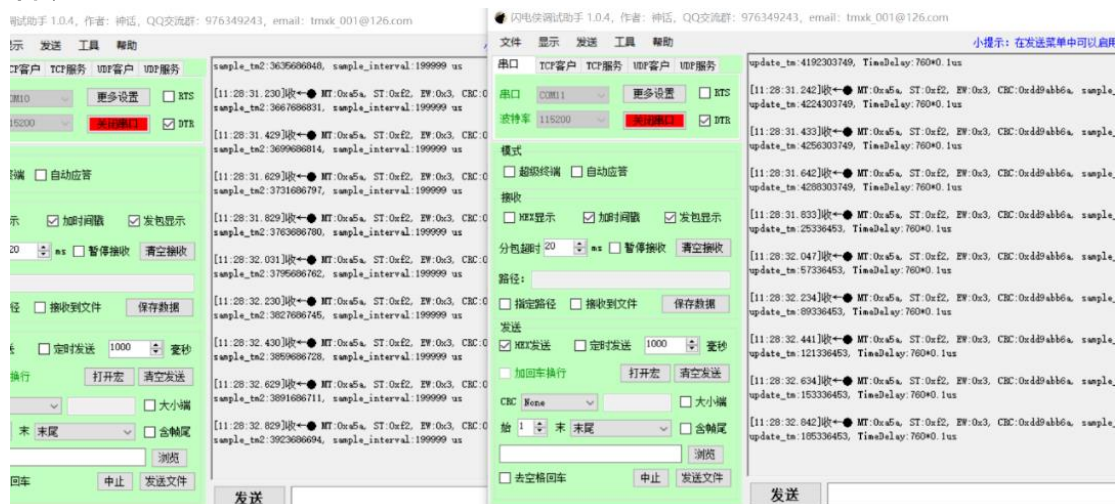 调试助手 1.0.4, 作者: 神话, QQ交流群: 976349243, email: tmxk_001@126.com
显示 发送 工具 帮助
TCP客户 TCP服务 UDP客户 UDP服务
COM10 更多设置 RTS
115200 关闭串口 DTR
终端 自动应答
加时间戳 发包显示
20 ms 暂停接收 清空接收
接收到文件 保存数据
定时发送 1000 毫秒
换行 打开宏 清空发送
大小端
末 末尾 含帧尾
浏览
回车 中止 发送文件
sample_tm2:3635686848, sample_interval:199999 us
[11:28:31.230]收←● MT:0xa5a, ST:0xf2, EW:0x3, CRC:0
sample_tm2:3667686831, sample_interval:199999 us
[11:28:31.429]收←● MT:0xa5a, ST:0xf2, EW:0x3, CRC:0
sample_tm2:3699686814, sample_interval:199999 us
[11:28:31.629]收←● MT:0xa5a, ST:0xf2, EW:0x3, CRC:0
sample_tm2:3731686797, sample_interval:199999 us
[11:28:31.829]收←● MT:0xa5a, ST:0xf2, EW:0x3, CRC:0
sample_tm2:3763686780, sample_interval:199999 us
[11:28:32.031]收←● MT:0xa5a, ST:0xf2, EW:0x3, CRC:0
sample_tm2:3795686762, sample_interval:199999 us
[11:28:32.230]收←● MT:0xa5a, ST:0xf2, EW:0x3, CRC:0
sample_tm2:3827686745, sample_interval:199999 us
[11:28:32.430]收←● MT:0xa5a, ST:0xf2, EW:0x3, CRC:0
sample_tm2:3859686728, sample_interval:199999 us
[11:28:32.629]收←● MT:0xa5a, ST:0xf2, EW:0x3, CRC:0
sample_tm2:3891686711, sample_interval:199999 us
[11:28:32.829]收←● MT:0xa5a, ST:0xf2, EW:0x3, CRC:0
sample_tm2:3923686694, sample_interval:199999 us
发送
闪电侠调试助手 1.0.4, 作者: 神话, QQ交流群: 976349243, email: tmxk_001@126.com
文件 显示 发送 工具 帮助
小提示: 在发送菜单中可以启用
串口 TCP客户 TCP服务 UDP客户 UDP服务
串口 COM11 更多设置 RTS
波特率 115200 关闭串口 DTR
模式
超级终端 自动应答
接收
HEX显示 加时间戳 发包显示
分包超时 20 ms 暂停接收 清空接收
路径:
指定路径 接收到文件 保存数据
发送
HEX发送 定时发送 1000 毫秒
加回车换行 打开宏 清空发送
CRC None 大小端
始 1 末 末尾 含帧尾
浏览
去空格回车 中止 发送文件
update_tm:4192303749, TimeDelay:760*0.1us
[11:28:31.242]收←● MT:0xa5a, ST:0xf2, EW:0x3, CRC:0xdd9abb6a, sample_
update_tm:4224303749, TimeDelay:760*0.1us
[11:28:31.433]收←● MT:0xa5a, ST:0xf2, EW:0x3, CRC:0xdd9abb6a, sample_
update_tm:4256303749, TimeDelay:760*0.1us
[11:28:31.642]收←● MT:0xa5a, ST:0xf2, EW:0x3, CRC:0xdd9abb6a, sample_
update_tm:4288303749, TimeDelay:760*0.1us
[11:28:31.833]收←● MT:0xa5a, ST:0xf2, EW:0x3, CRC:0xdd9abb6a, sample_
update_tm:25336453, TimeDelay:760*0.1us
[11:28:32.047]收←● MT:0xa5a, ST:0xf2, EW:0x3, CRC:0xdd9abb6a, sample_
update_tm:57336453, TimeDelay:760*0.1us
[11:28:32.234]收←● MT:0xa5a, ST:0xf2, EW:0x3, CRC:0xdd9abb6a, sample_
update_tm:89336453, TimeDelay:760*0.1us
[11:28:32.441]收←● MT:0xa5a, ST:0xf2, EW:0x3, CRC:0xdd9abb6a, sample_
update_tm:121336453, TimeDelay:760*0.1us
[11:28:32.634]收←● MT:0xa5a, ST:0xf2, EW:0x3, CRC:0xdd9abb6a, sample_
update_tm:153336453, TimeDelay:760*0.1us
[11:28:32.842]收←● MT:0xa5a, ST:0xf2, EW:0x3, CRC:0xdd9abb6a, sample_
update_tm:185336453, TimeDelay:760*0.1us
发送